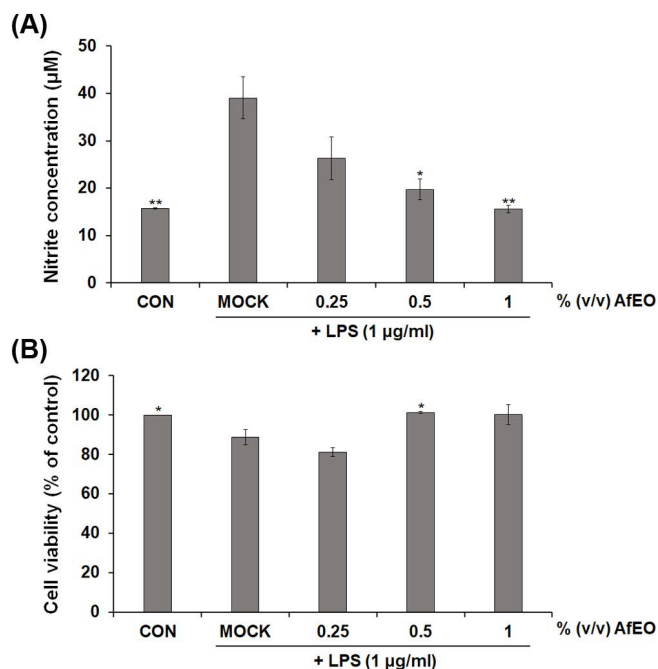 (A)
Nitrite concentration (μM)
50
40
30
20
10
0
** * **
CON MOCK 0.25 0.5 1 % (v/v) AfEO
+ LPS (1 μg/ml)
(B)
Cell viability (% of control)
120
100
80
60
40
20
0
* *
CON MOCK 0.25 0.5 1 % (v/v) AfEO
+ LPS (1 μg/ml)